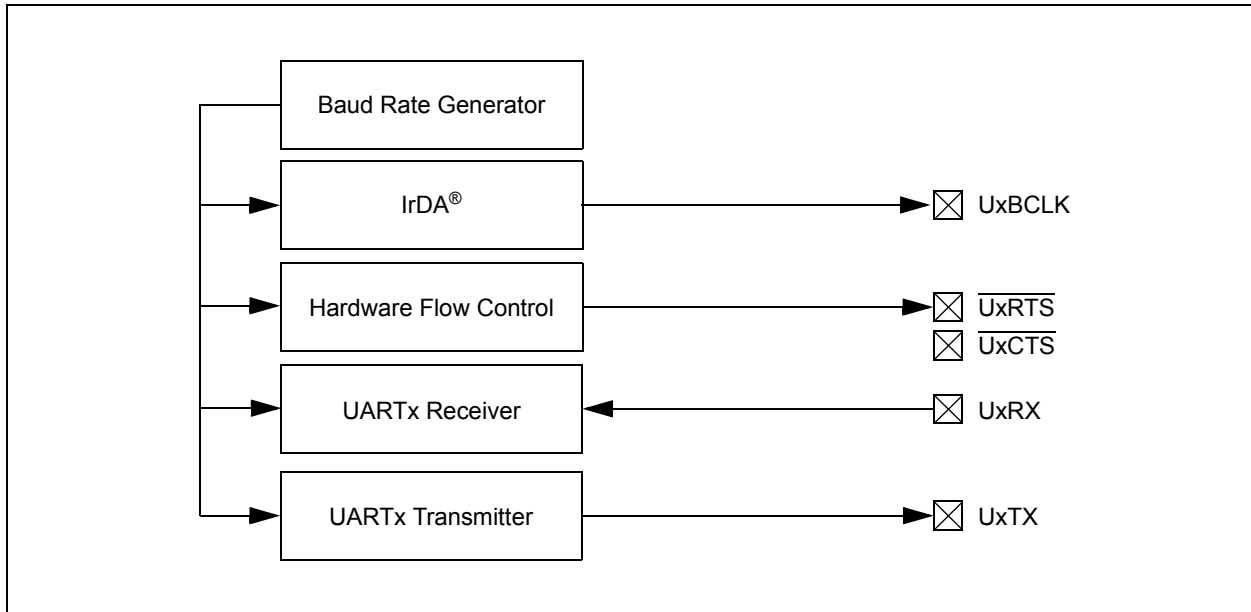 Baud Rate Generator
IrDA®
UxBCLK
Hardware Flow Control
UxRTS
UxCTS
UARTx Receiver
UxRX
UARTx Transmitter
UxTX